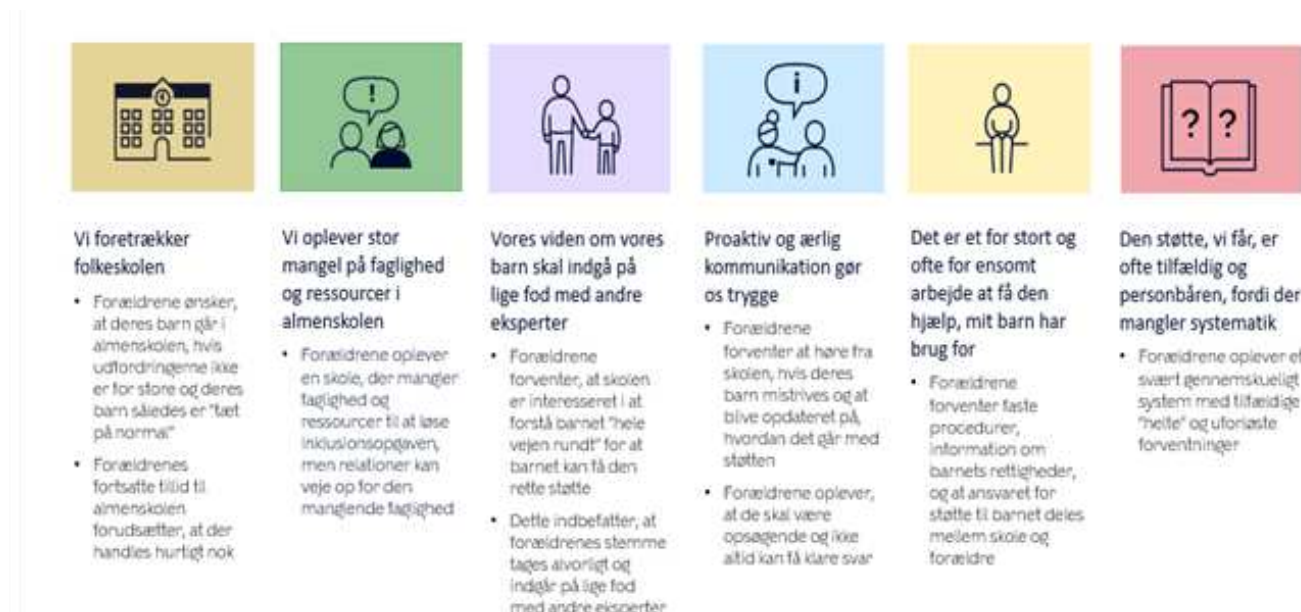 !
i
? ?
Vi foretrækker
folkeskolen
• Forældrene ønsker,
at deres barn går i
almenskolen, hvis
udfordringerne ikke
er for store og deres
barn således er "tæt
på normal"
• Forældrenes
fortsatte tillid til
almenskolen
forudsætter, at der
handles hurtigt nok
Vi oplever stor
mangel på faglighed
og ressourcer i
almenskolen
• Forældrene oplever
en skole, der mangler
faglighed og
ressourcer til at løse
inklusionsopgaven,
men relationer kan
veje op for den
manglende faglighed
Vores viden om vores
barn skal indgå på
lige fod med andre
eksperter
• Forældrene
forventer, at skolen
er interesseret i at
forstå barnet "hele
vejen rundt" for at
barnet kan få den
rette støtte
• Dette indbefatter, at
forældrenes stemme
tages alvorligt og
indgår på lige fod
med andre eksperter
Proaktiv og ærlig
kommunikation gør
os trygge
• Forældrene
forventer at høre fra
skolen, hvis deres
barn mistrives og at
blive opdateret på,
hvordan det går med
støtten
• Forældrene oplever,
at de skal være
opsøgende og ikke
altid kan få klare svar
Det er et for stort og
ofte for ensomt
arbejde at få den
hjælp, mit barn har
brug for
• Forældrene
forventer faste
procedurer,
information om
barnets rettigheder,
og at ansvaret for
støtte til barnet deles
mellem skole og
forældre
Den støtte, vi får, er
ofte tilfældig og
personbåren, fordi der
mangler systematik
• Forældrene oplever et
svært gennemskueligt
system med tilfældige
"helte" og uforløste
forventninger